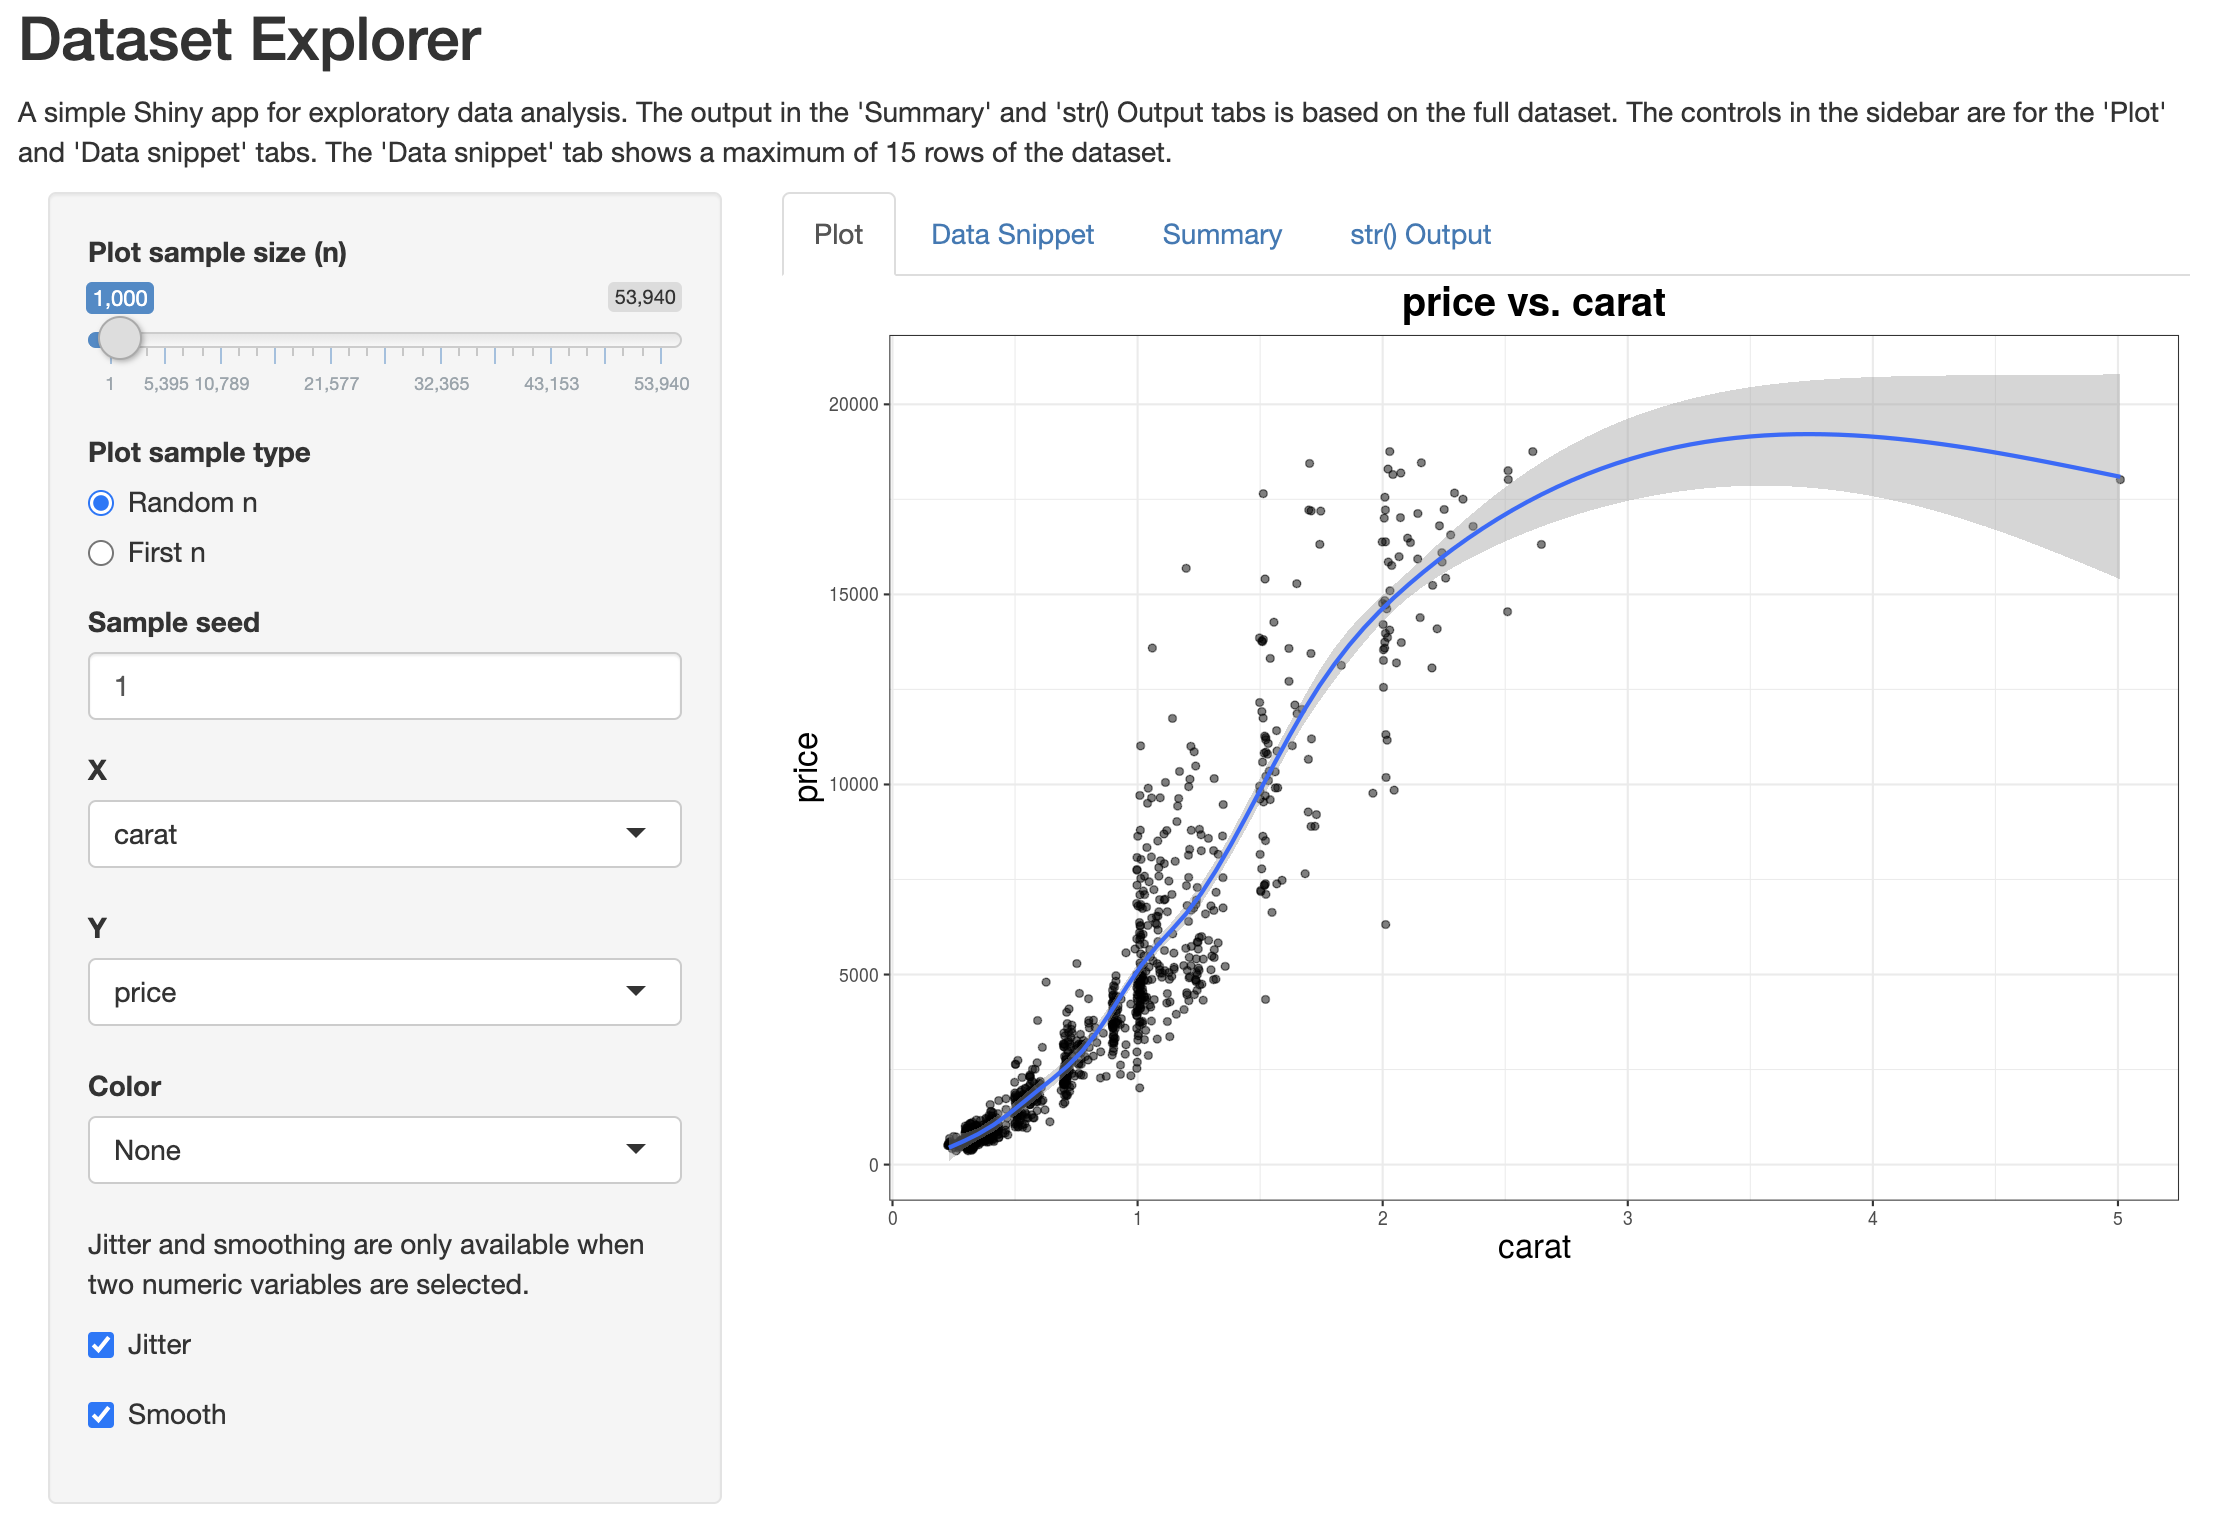 Dataset Explorer
A simple Shiny app for exploratory data analysis. The output in the 'Summary' and 'str() Output tabs is based on the full dataset. The controls in the sidebar are for the 'Plot'
and 'Data snippet' tabs. The 'Data snippet' tab shows a maximum of 15 rows of the dataset.
Plot sample size (n)
1,000 53,940
1 5,395 10,789 21,577 32,365 43,153 53,940
Plot sample type
Random n
First n
Sample seed
1
X
carat
Y
price
Color
None
Jitter and smoothing are only available when
two numeric variables are selected.
Jitter
Smooth
Plot Data Snippet Summary str() Output
price vs. carat
price
20000
15000
10000
5000
0
0 1 2 3 4 5
carat